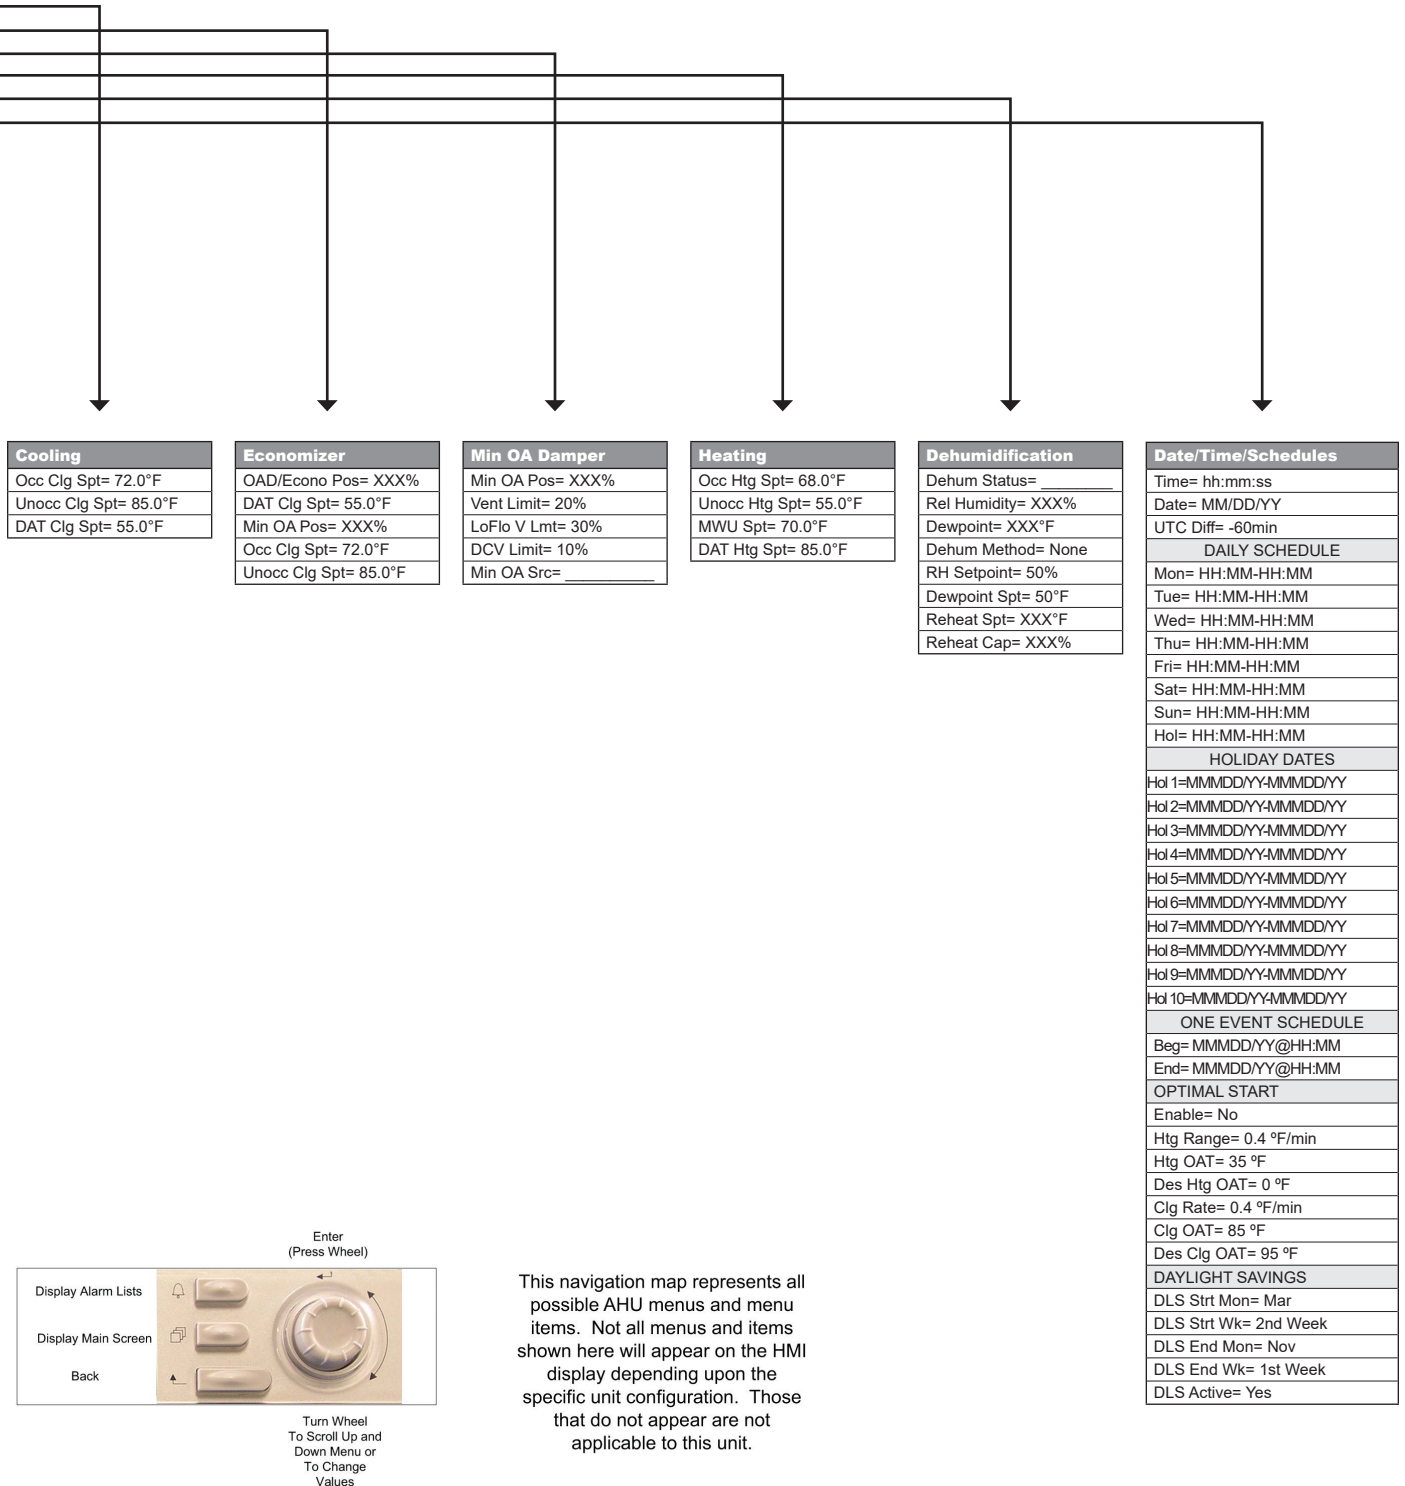 Cooling
Occ Clg Spt= 72.0°F
Unocc Clg Spt= 85.0°F
DAT Clg Spt= 55.0°F
Economizer
OAD/Econo Pos= XXX%
DAT Clg Spt= 55.0°F
Min OA Pos= XXX%
Occ Clg Spt= 72.0°F
Unocc Clg Spt= 85.0°F
Min OA Damper
Min OA Pos= XXX%
Vent Limit= 20%
LoFlo V Lmt= 30%
DCV Limit= 10%
Min OA Src= __________
Heating
Occ Htg Spt= 68.0°F
Unocc Htg Spt= 55.0°F
MWU Spt= 70.0°F
DAT Htg Spt= 85.0°F
Dehumidification
Dehum Status= ________
Rel Humidity= XXX%
Dewpoint= XXX°F
Dehum Method= None
RH Setpoint= 50%
Dewpoint Spt= 50°F
Reheat Spt= XXX°F
Reheat Cap= XXX%
Date/Time/Schedules
Time= hh:mm:ss
Date= MM/DD/YY
UTC Diff= -60min
DAILY SCHEDULE
Mon= HH:MM-HH:MM
Tue= HH:MM-HH:MM
Wed= HH:MM-HH:MM
Thu= HH:MM-HH:MM
Fri= HH:MM-HH:MM
Sat= HH:MM-HH:MM
Sun= HH:MM-HH:MM
Hol= HH:MM-HH:MM
HOLIDAY DATES
Hol 1=MMMDD/YY-MMMDD/YY
Hol 2=MMMDD/YY-MMMDD/YY
Hol 3=MMMDD/YY-MMMDD/YY
Hol 4=MMMDD/YY-MMMDD/YY
Hol 5=MMMDD/YY-MMMDD/YY
Hol 6=MMMDD/YY-MMMDD/YY
Hol 7=MMMDD/YY-MMMDD/YY
Hol 8=MMMDD/YY-MMMDD/YY
Hol 9=MMMDD/YY-MMMDD/YY
Hol 10=MMMDD/YY-MMMDD/YY
ONE EVENT SCHEDULE
Beg= MMMDD/YY@HH:MM
End= MMMDD/YY@HH:MM
OPTIMAL START
Enable= No
Htg Range= 0.4 ºF/min
Htg OAT= 35 ºF
Des Htg OAT= 0 ºF
Clg Rate= 0.4 ºF/min
Clg OAT= 85 ºF
Des Clg OAT= 95 ºF
DAYLIGHT SAVINGS
DLS Strt Mon= Mar
DLS Strt Wk= 2nd Week
DLS End Mon= Nov
DLS End Wk= 1st Week
DLS Active= Yes
Enter
(Press Wheel)
Display Alarm Lists
Display Main Screen
Back
Turn Wheel
To Scroll Up and
Down Menu or
To Change
Values
This navigation map represents all
possible AHU menus and menu
items.  Not all menus and items
shown here will appear on the HMI
display depending upon the
specific unit configuration.  Those
that do not appear are not
applicable to this unit.